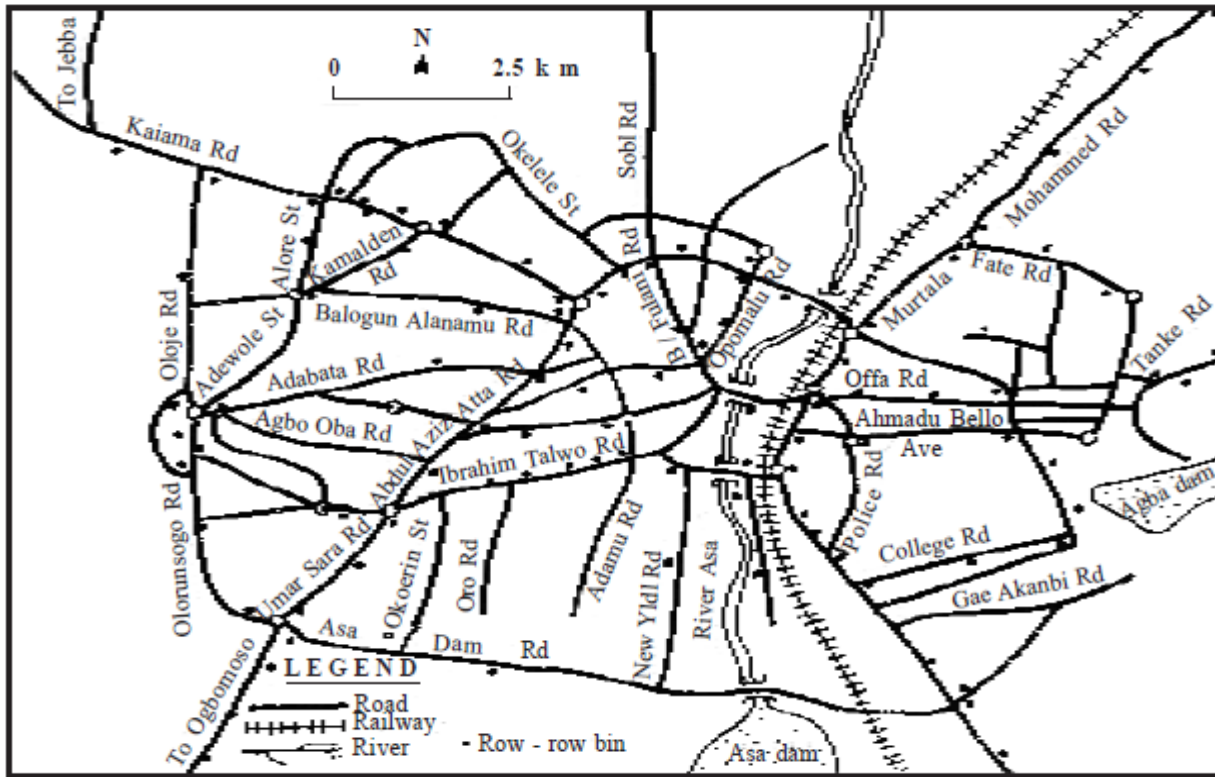 To Jebba
N
0 2.5 k m
Kaiama Rd
Okelele St
Sobl Rd
Mohammed Rd
Alore St
Kamalden
Rd
Fate Rd
Murtala
B / Fulani Rd
Opomalu Rd
Oloje Rd
Balogun Alanamu Rd
Adewole St
Tanke Rd
Adabata Rd
Offa Rd
Agbo Oba Rd
Abdul Aziz Atta Rd
Ahmadu Bello
Ave
Ibrahim Talwo Rd
Police Rd
Agba dam
Olorunsogo Rd
Umar Sara Rd
Okoerin St
Oro Rd
Adamu Rd
New Yldl Rd
River Asa
College Rd
Gae Akanbi Rd
Asa Dam Rd
To Ogbomoso
LEGEND
Road
Railway
River
Row - row bin
Asa dam